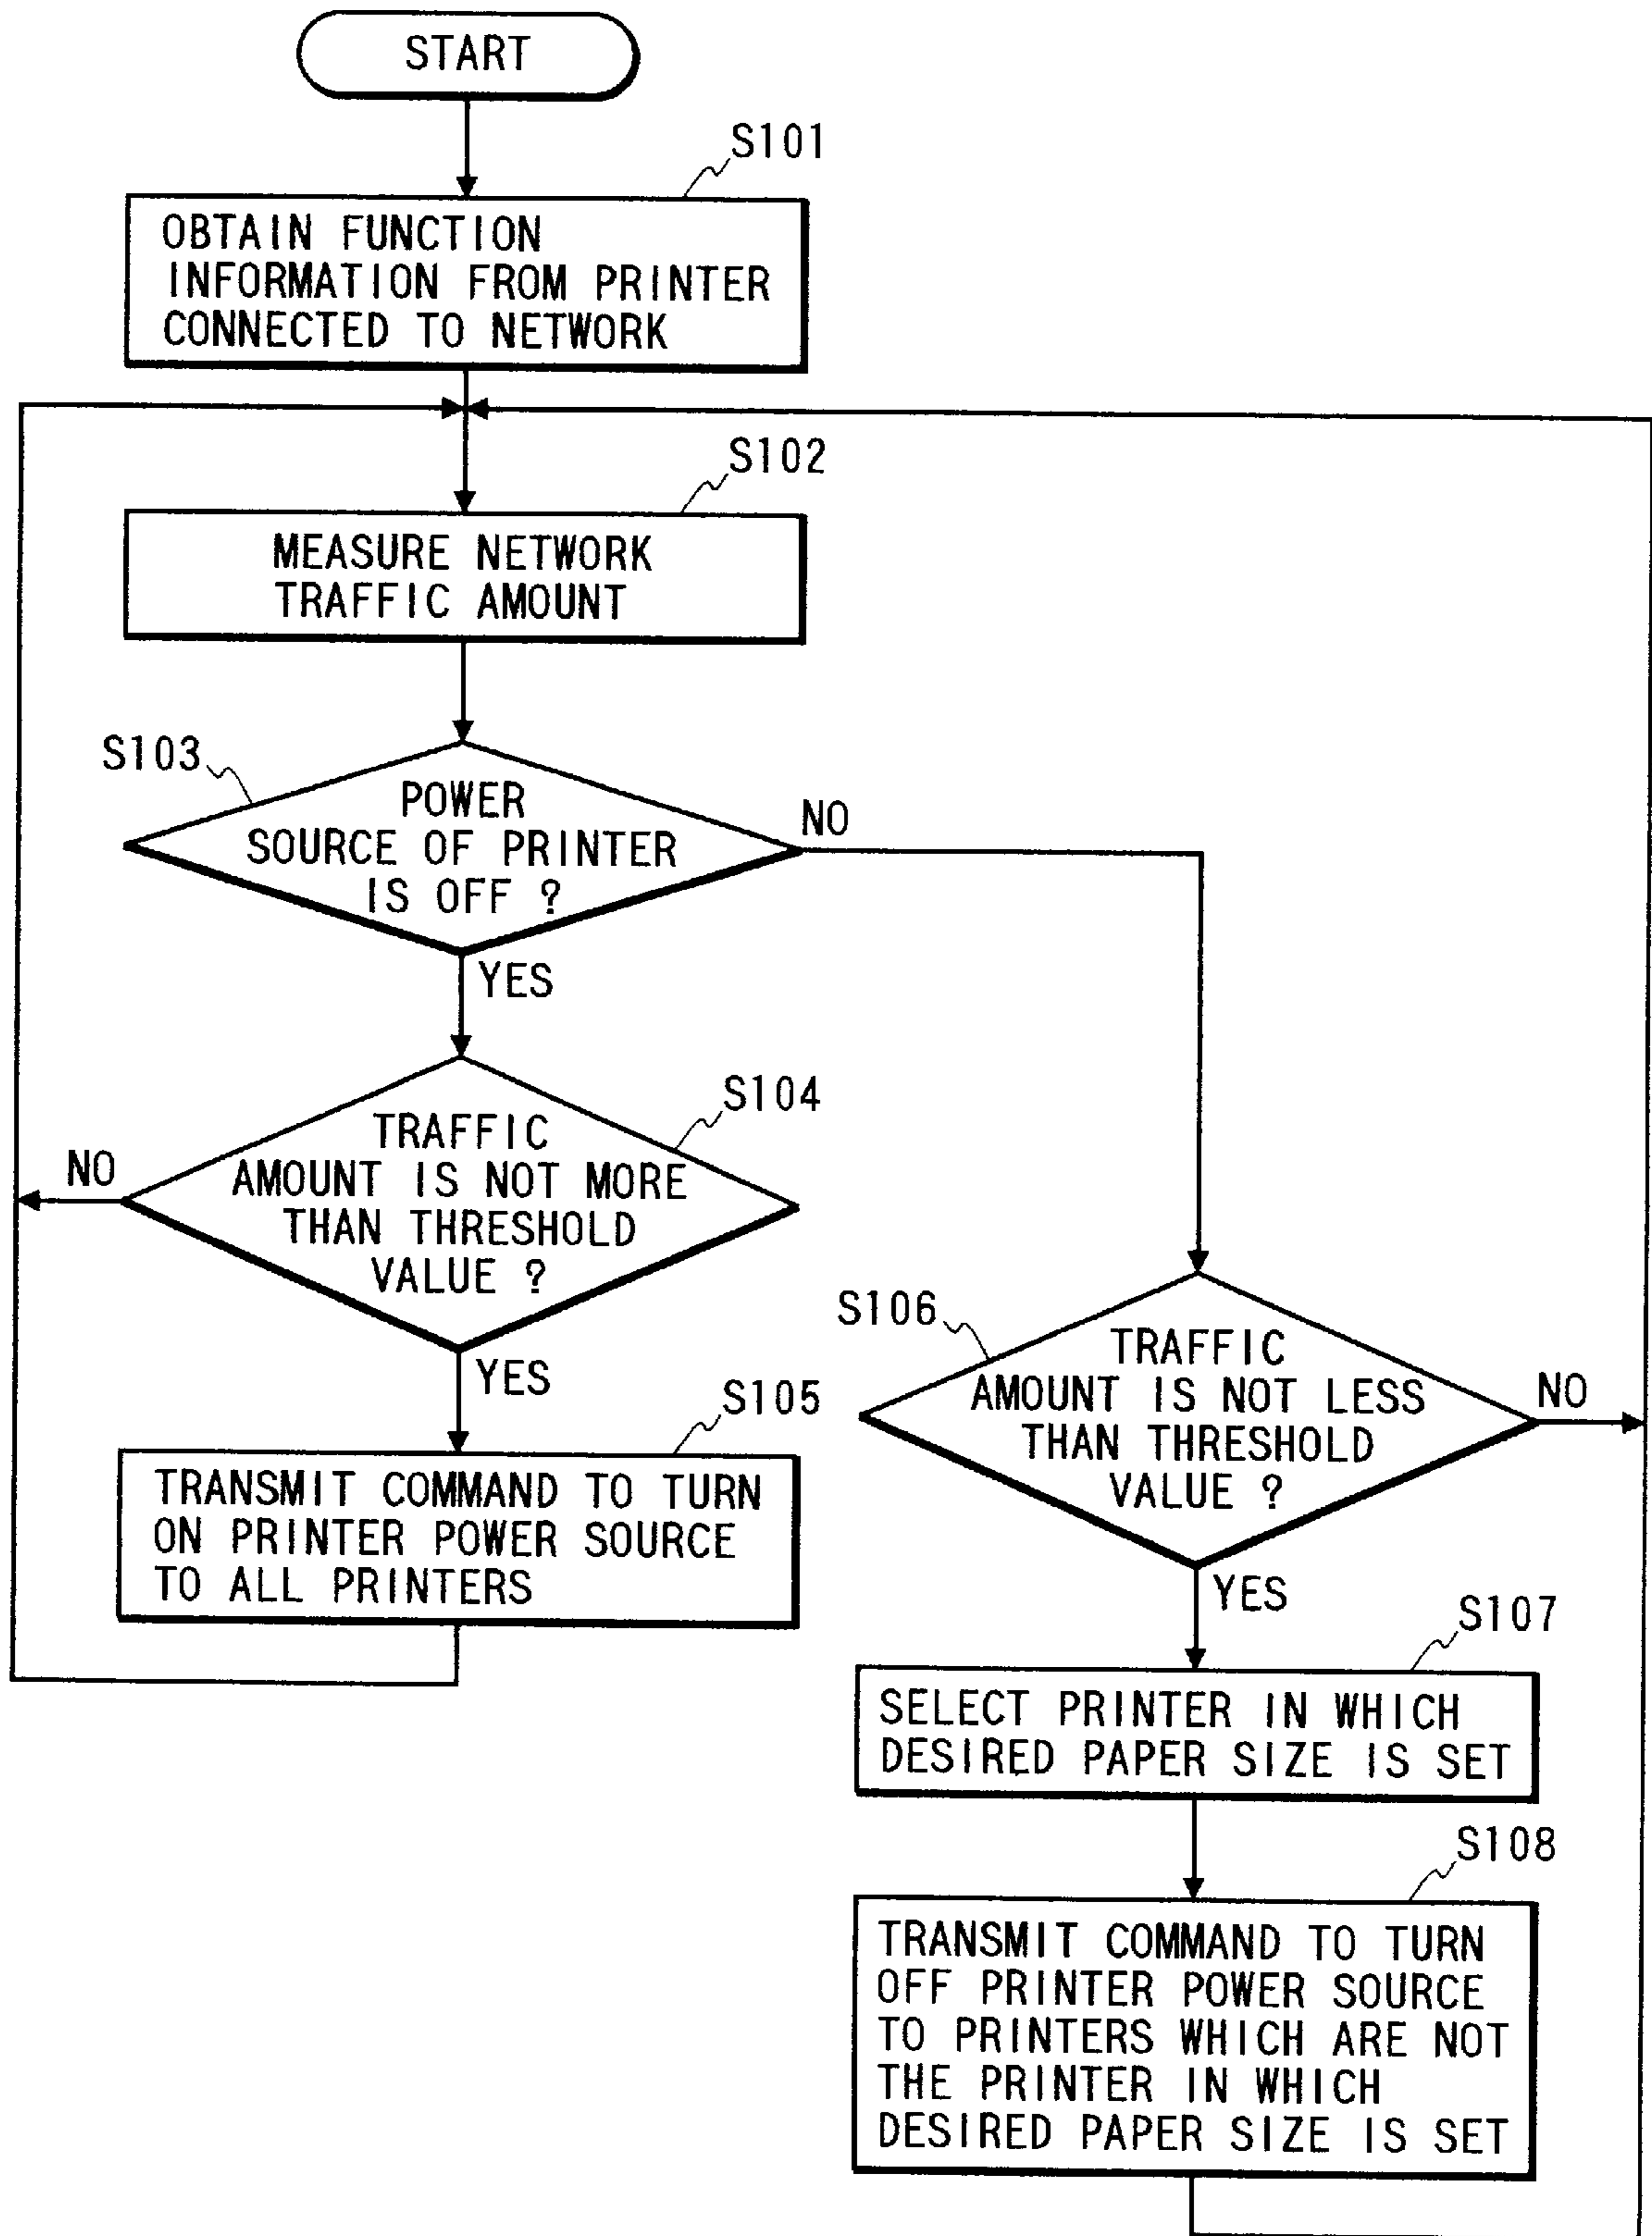 START
S101
OBTAIN FUNCTION
INFORMATION FROM PRINTER
CONNECTED TO NETWORK
S102
MEASURE NETWORK
TRAFFIC AMOUNT
S103
POWER
SOURCE OF PRINTER
IS OFF ?
NO
YES
S104
TRAFFIC
AMOUNT IS NOT MORE
THAN THRESHOLD
VALUE ?
NO
YES
S105
TRANSMIT COMMAND TO TURN
ON PRINTER POWER SOURCE
TO ALL PRINTERS
S106
TRAFFIC
AMOUNT IS NOT LESS
THAN THRESHOLD
VALUE ?
NO
YES
S107
SELECT PRINTER IN WHICH
DESIRED PAPER SIZE IS SET
S108
TRANSMIT COMMAND TO TURN
OFF PRINTER POWER SOURCE
TO PRINTERS WHICH ARE NOT
THE PRINTER IN WHICH
DESIRED PAPER SIZE IS SET